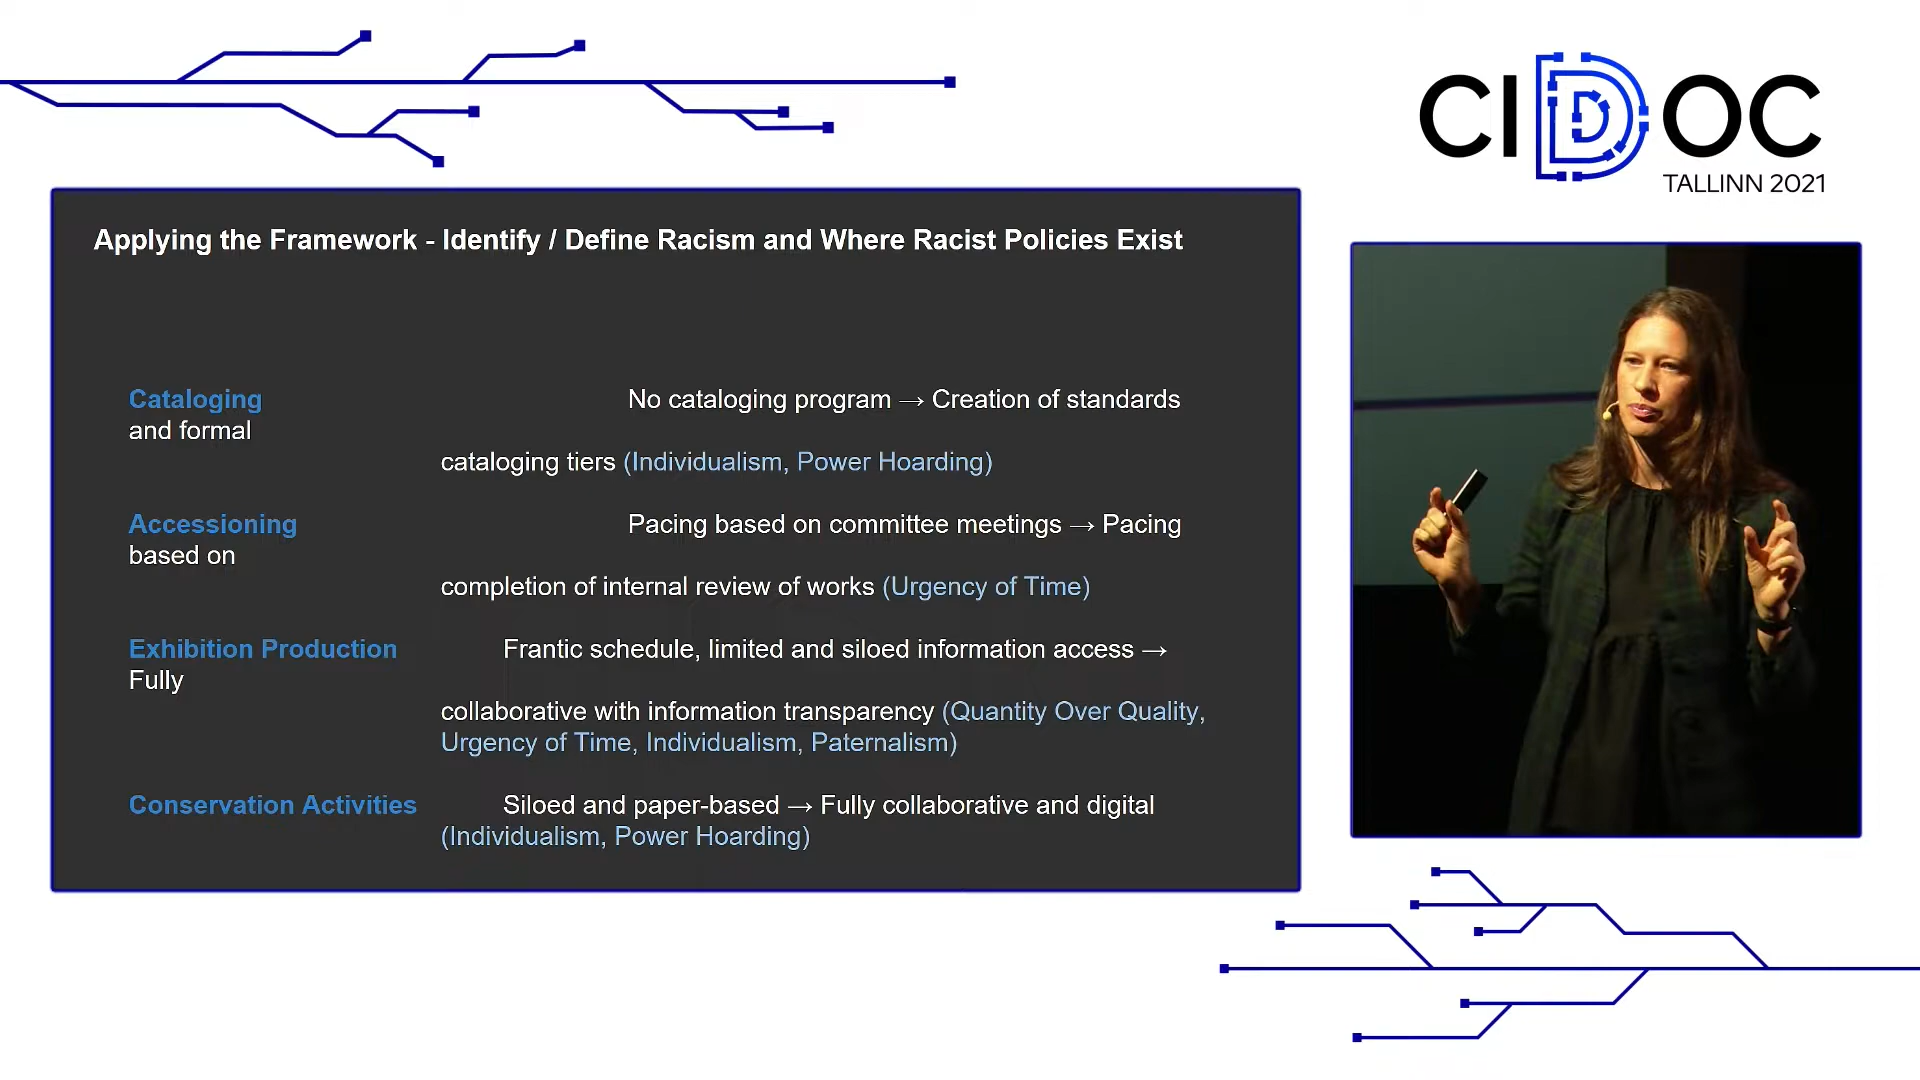 CIDOC
TALLINN 2021
Applying the Framework - Identify / Define Racism and Where Racist Policies Exist
Cataloging No cataloging program → Creation of standards
and formal
cataloging tiers (Individualism, Power Hoarding)
Accessioning Pacing based on committee meetings → Pacing
based on
completion of internal review of works (Urgency of Time)
Exhibition Production Frantic schedule, limited and siloed information access →
Fully
collaborative with information transparency (Quantity Over Quality,
Urgency of Time, Individualism, Paternalism)
Conservation Activities Siloed and paper-based → Fully collaborative and digital
(Individualism, Power Hoarding)